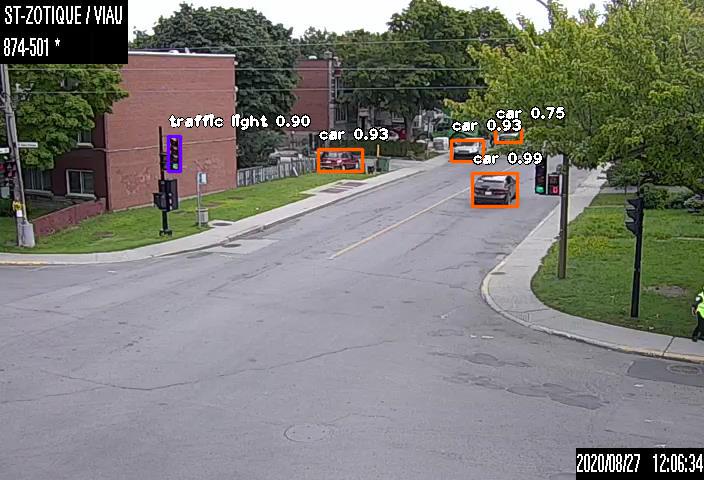 ST-ZOTIQUE / VIAU
874-501 *
traffic light 0.90
car 0.93
car 0.93
car 0.75
car 0.99
2020/08/27 12:06:34